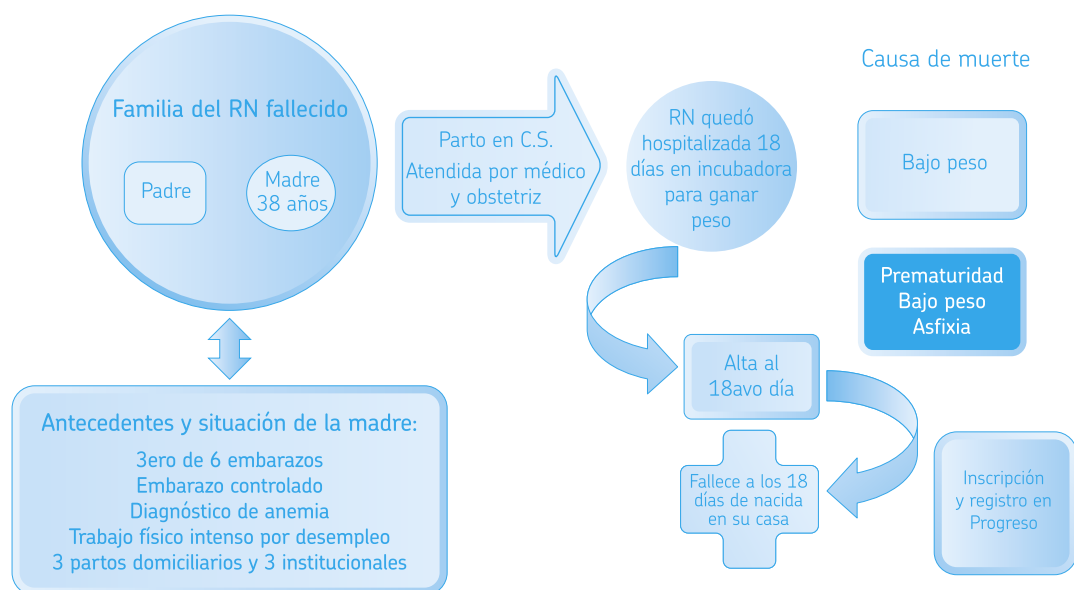 Familia del RN fallecido
Padre
Madre
38 años
Parto en C.S.
Atendida por médico
y obstetriz
RN quedó
hospitalizada 18
días en incubadora
para ganar
peso
Causa de muerte
Bajo peso
Prematuridad
Bajo peso
Asfixia
Antecedentes y situación de la madre:
3ero de 6 embarazos
Embarazo controlado
Diagnóstico de anemia
Trabajo físico intenso por desempleo
3 partos domiciliarios y 3 institucionales
Alta al
18avo día
Fallece a los 18
días de nacida
en su casa
Inscripción
y registro en
Progreso